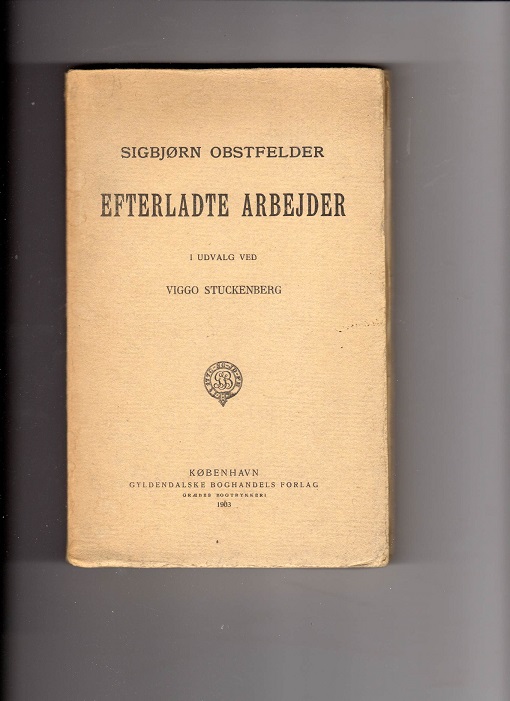 SIGBJØRN OBSTFELDER
EFTERLADTE ARBEJDER
I UDVALG VED
VIGGO STUCKENBERG
KØBENHAVN
GYLDENDALSKE BOGHANDELS FORLAG
GRÆBES BOGTRYKKERI
1903